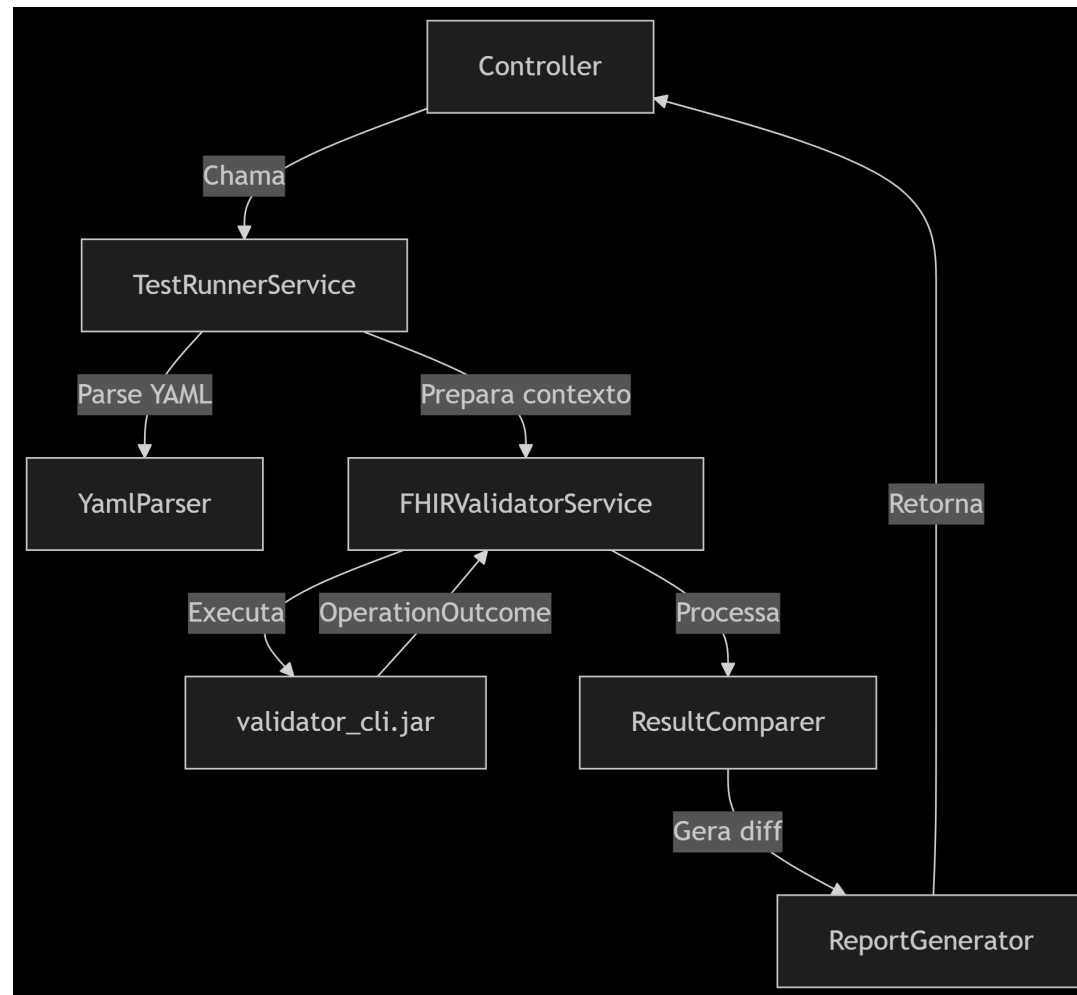 Controller
Chama
TestRunnerService
Parse YAML
Prepara contexto
YamlParser
FHIRValidatorService
Retorna
Executa
OperationOutcome
Processa
validator_cli.jar
ResultComparer
Gera diff
ReportGenerator